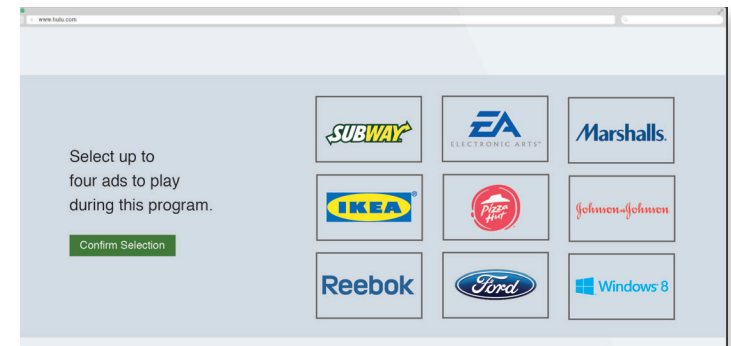 www.hulu.com
Select up to
four ads to play
during this program.
Confirm Selection
SUBWAY
EA
ELECTRONIC ARTS™
Marshalls.
IKEA®
Pizza
Hut
Johnson&Johnson
Reebok
Ford
Windows 8